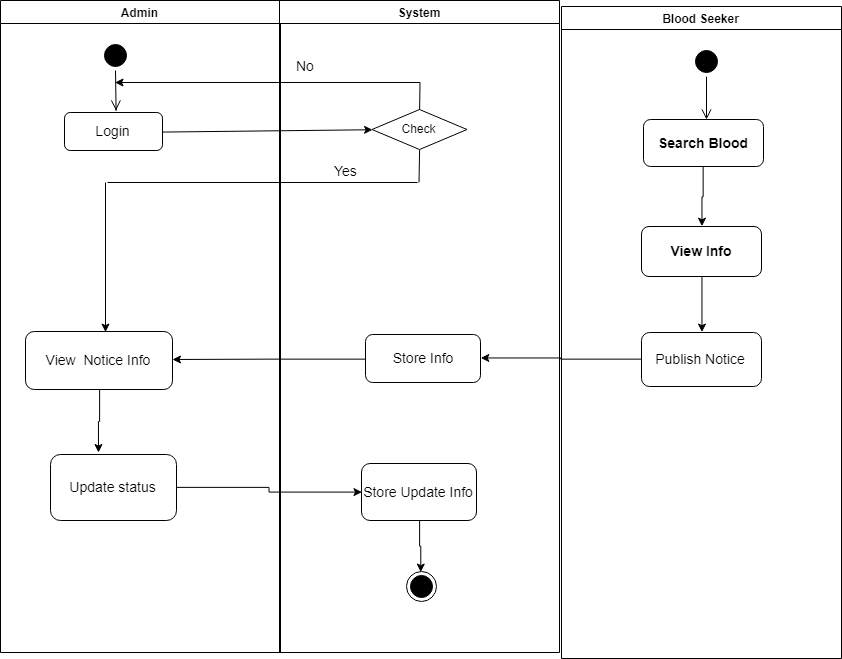 Admin
System
Blood Seeker
No
Login
Check
Search Blood
Yes
View Info
View  Notice Info
Store Info
Publish Notice
Update status
Store Update Info